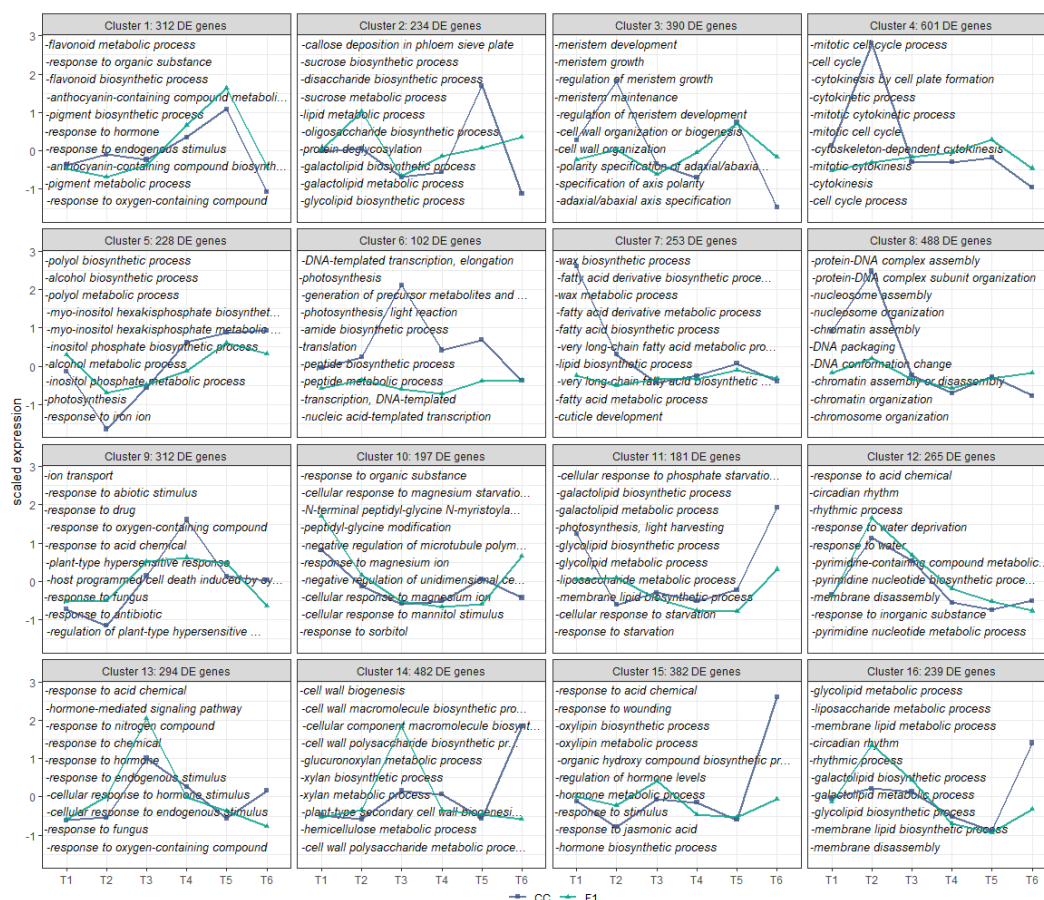 Cluster 1: 312 DE genes
-flavonoid metabolic process
-response to organic substance
-flavonoid biosynthetic process
-anthocyanin-containing compound metaboli...
-pigment biosynthetic process
-response to hormone
-response to endogenous stimulus
-anthocyanin-containing compound biosynth...
-pigment metabolic process
-response to oxygen-containing compound
Cluster 2: 234 DE genes
-callose deposition in phloem sieve plate
-sucrose biosynthetic process
-disaccharide biosynthetic process
-sucrose metabolic process
-lipid metabolic process
-oligosaccharide biosynthetic process
-protein deglycosylation
-galactolipid biosynthetic process
-galactolipid metabolic process
-glycolipid biosynthetic process
Cluster 3: 390 DE genes
-meristem development
-meristem growth
-regulation of meristem growth
-meristem maintenance
-regulation of meristem development
-cell wall organization or biogenesis
-cell wall organization
-polarity specification of adaxial/abaxia...
-specification of axis polarity
-adaxial/abaxial axis specification
Cluster 4: 601 DE genes
-mitotic cell cycle process
-cell cycle
-cytokinesis by cell plate formation
-cytokinetic process
-mitotic cytokinetic process
-mitotic cell cycle
-cytoskeleton-dependent cytokinesis
-mitotic cytokinesis
-cytokinesis
-cell cycle process
3
2
1
0
-1
Cluster 5: 228 DE genes
-polyol biosynthetic process
-alcohol biosynthetic process
-polyol metabolic process
-myo-inositol hexakisphosphate biosynthet...
-myo-inositol hexakisphosphate metabolic ...
-inositol phosphate biosynthetic process
-alcohol metabolic process
-inositol phosphate metabolic process
-photosynthesis
-response to iron ion
Cluster 6: 102 DE genes
-DNA-templated transcription, elongation
-photosynthesis
-generation of precursor metabolites and ...
-photosynthesis, light reaction
-amide biosynthetic process
-translation
-peptide biosynthetic process
-peptide metabolic process
-transcription, DNA-templated
-nucleic acid-templated transcription
Cluster 7: 253 DE genes
-wax biosynthetic process
-fatty acid derivative biosynthetic proce...
-wax metabolic process
-fatty acid derivative metabolic process
-fatty acid biosynthetic process
-very long-chain fatty acid metabolic pro...
-lipid biosynthetic process
-very long-chain fatty acid biosynthetic ...
-fatty acid metabolic process
-cuticle development
Cluster 8: 488 DE genes
-protein-DNA complex assembly
-protein-DNA complex subunit organization
-nucleosome assembly
-nucleosome organization
-chromatin assembly
-DNA packaging
-DNA conformation change
-chromatin assembly or disassembly
-chromatin organization
-chromosome organization
3
2
1
0
-1
scaled expression
Cluster 9: 312 DE genes
-ion transport
-response to abiotic stimulus
-response to drug
-response to oxygen-containing compound
-response to acid chemical
-plant-type hypersensitive response
-host programmed cell death induced by sy...
-response to fungus
-response to antibiotic
-regulation of plant-type hypersensitive ...
Cluster 10: 197 DE genes
-response to organic substance
-cellular response to magnesium starvatio...
-N-terminal peptidyl-glycine N-myristoyla...
-peptidyl-glycine modification
-negative regulation of microtubule polym...
-response to magnesium ion
-negative regulation of unidimensional ce...
-cellular response to magnesium ion
-cellular response to mannitol stimulus
-response to sorbitol
Cluster 11: 181 DE genes
-cellular response to phosphate starvatio...
-galactolipid biosynthetic process
-galactolipid metabolic process
-photosynthesis, light harvesting
-glycolipid biosynthetic process
-glycolipid metabolic process
-liposaccharide metabolic process
-membrane lipid biosynthetic process
-cellular response to starvation
-response to starvation
Cluster 12: 265 DE genes
-response to acid chemical
-circadian rhythm
-rhythmic process
-response to water deprivation
-response to water
-pyrimidine-containing compound metabolic...
-pyrimidine nucleotide biosynthetic proce...
-membrane disassembly
-response to inorganic substance
-pyrimidine nucleotide metabolic process
3
2
1
0
-1
Cluster 13: 294 DE genes
-response to acid chemical
-hormone-mediated signaling pathway
-response to nitrogen compound
-response to chemical
-response to hormone
-response to endogenous stimulus
-cellular response to hormone stimulus
-cellular response to endogenous stimulus
-response to fungus
-response to oxygen-containing compound
Cluster 14: 482 DE genes
-cell wall biogenesis
-cell wall macromolecule biosynthetic pro...
-cellular component macromolecule biosynt...
-cell wall polysaccharide biosynthetic pr...
-glucuronoxylan metabolic process
-xylan biosynthetic process
-xylan metabolic process
-plant-type secondary cell wall biogenesi...
-hemicellulose metabolic process
-cell wall polysaccharide metabolic proce...
Cluster 15: 382 DE genes
-response to acid chemical
-response to wounding
-oxylipin biosynthetic process
-oxylipin metabolic process
-organic hydroxy compound biosynthetic pr...
-regulation of hormone levels
-hormone metabolic process
-response to stimulus
-response to jasmonic acid
-hormone biosynthetic process
Cluster 16: 239 DE genes
-glycolipid metabolic process
-liposaccharide metabolic process
-membrane lipid metabolic process
-circadian rhythm
-rhythmic process
-galactolipid biosynthetic process
-galactolipid metabolic process
-glycolipid biosynthetic process
-membrane lipid biosynthetic process
-membrane disassembly
3
2
1
0
-1
T1 T2 T3 T4 T5 T6 T1 T2 T3 T4 T5 T6 T1 T2 T3 T4 T5 T6 T1 T2 T3 T4 T5 T6
CC F1